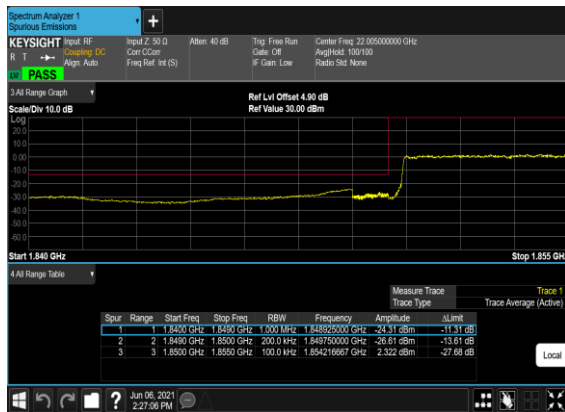 Spectrum Analyzer 1
Spurious Emissions
KEYSIGHT Input: RF Input Z: 50 Ω Atten: 40 dB Trig: Free Run Center Freq: 22.005000000 GHz
R T Coupling: DC Corr CCorr Gate: Off Avg|Hold: 100/100
Align: Auto Freq Ref: Int (S) IF Gain: Low Radio Std: None
PASS
3 All Range Graph
Ref Lvl Offset 4.90 dB
Scale/Div 10.0 dB Ref Value 30.00 dBm
Log
20.0
10.0
0.00
-10.0
-20.0
-30.0
-40.0
-50.0
-60.0
Start 1.840 GHz Stop 1.855 GHz
4 All Range Table
Measure Trace Trace 1
Trace Type Trace Average (Active)
Spur Range Start Freq Stop Freq RBW Frequency Amplitude ΔLimit
1 1 1.8400 GHz 1.8490 GHz 1.000 MHz 1.848925000 GHz -24.31 dBm -11.31 dB
2 2 1.8490 GHz 1.8500 GHz 200.0 kHz 1.849750000 GHz -26.61 dBm -13.61 dB
3 3 1.8500 GHz 1.8550 GHz 100.0 kHz 1.854216667 GHz 2.322 dBm -27.68 dB
Local
? Jun 06, 2021
2:27:06 PM